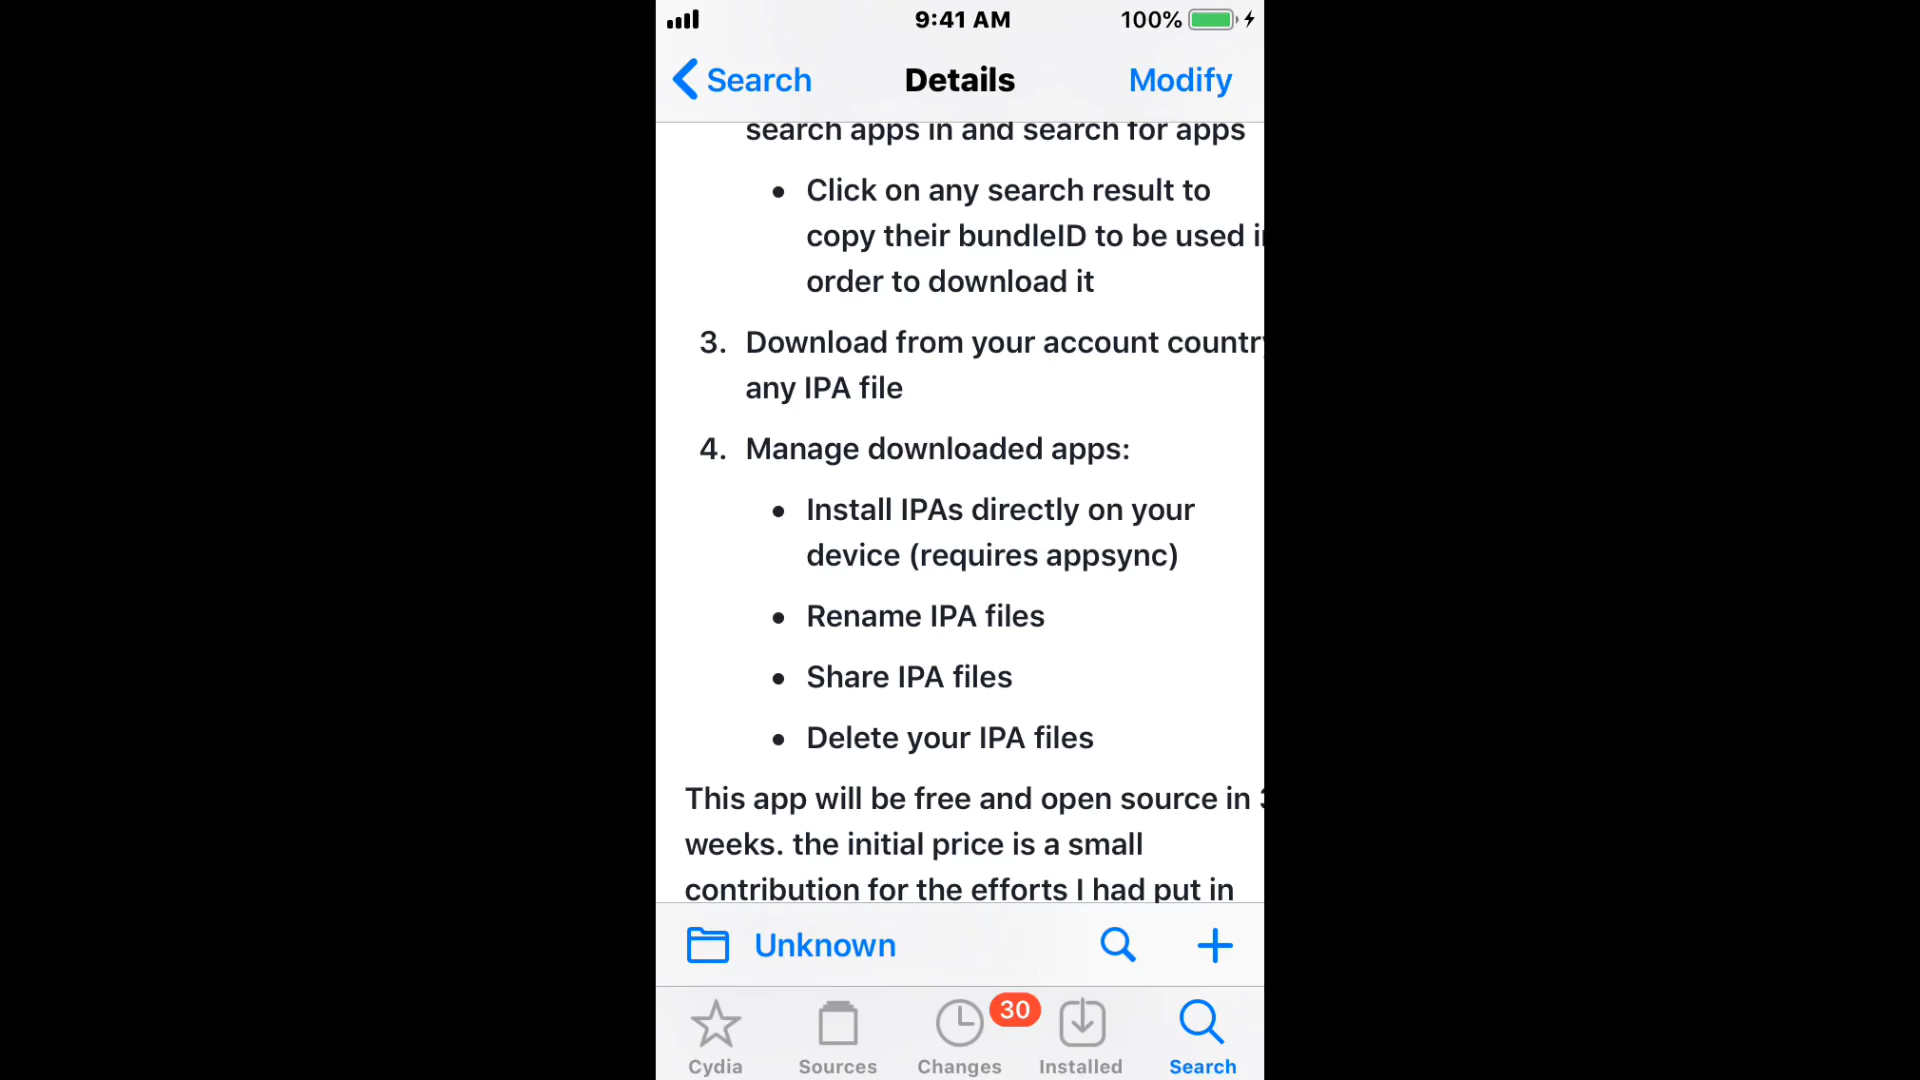 9:41 AM
100%
Search
Details
Modify
search apps in and search for apps
• Click on any search result to
copy their bundleID to be used
order to download it
3. Download from your account
any IPA file
4. Manage downloaded apps:
• Install IPAs directly on your
device (requires appsync)
• Rename IPA files
• Share IPA files
• Delete your IPA files
This app will be free and open source in
weeks. the initial price is a small
contribution for the efforts I had put in
Unknown
30
Cydia
Sources
Changes
Installed
Search